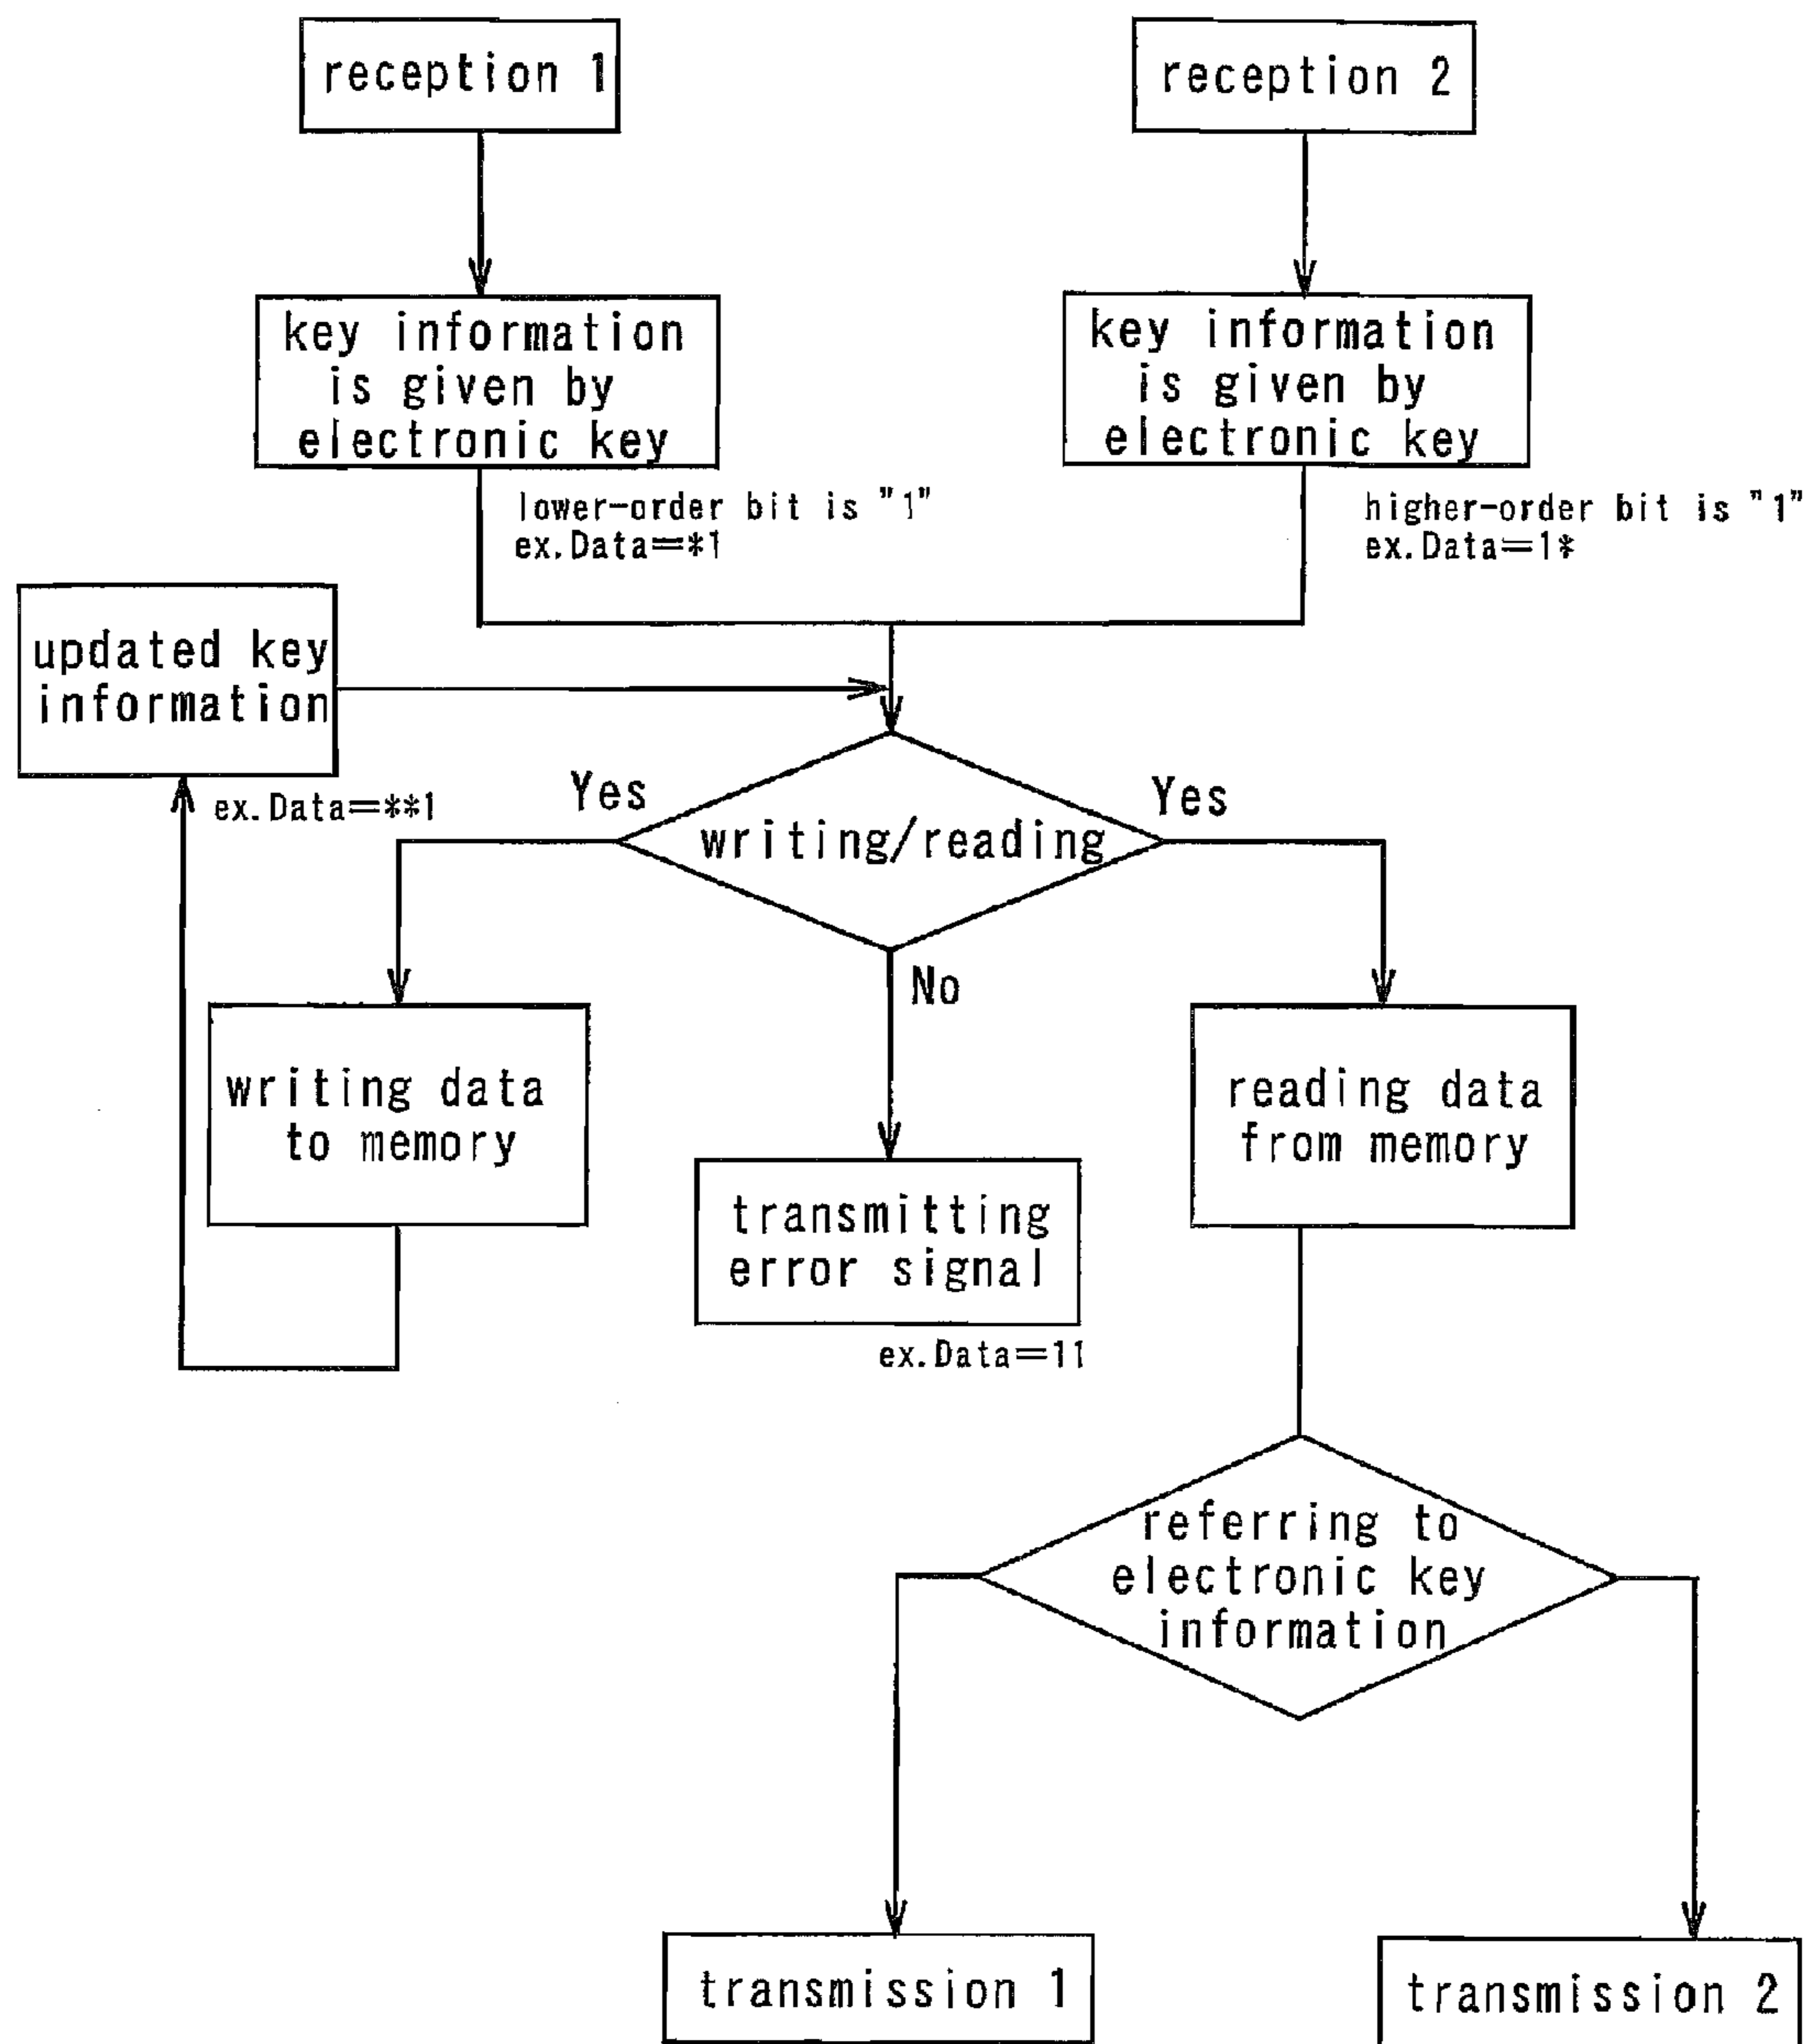 reception 1
reception 2
key information
is given by
electronic key
key information
is given by
electronic key
lower-order bit is "1"
ex.Data=*1
higher-order bit is "1"
ex.Data=1*
updated key
information
ex.Data=**1
Yes
Yes
writing/reading
No
writing data
to memory
reading data
from memory
transmitting
error signal
ex.Data=11
referring to
electronic key
information
transmission 1
transmission 2